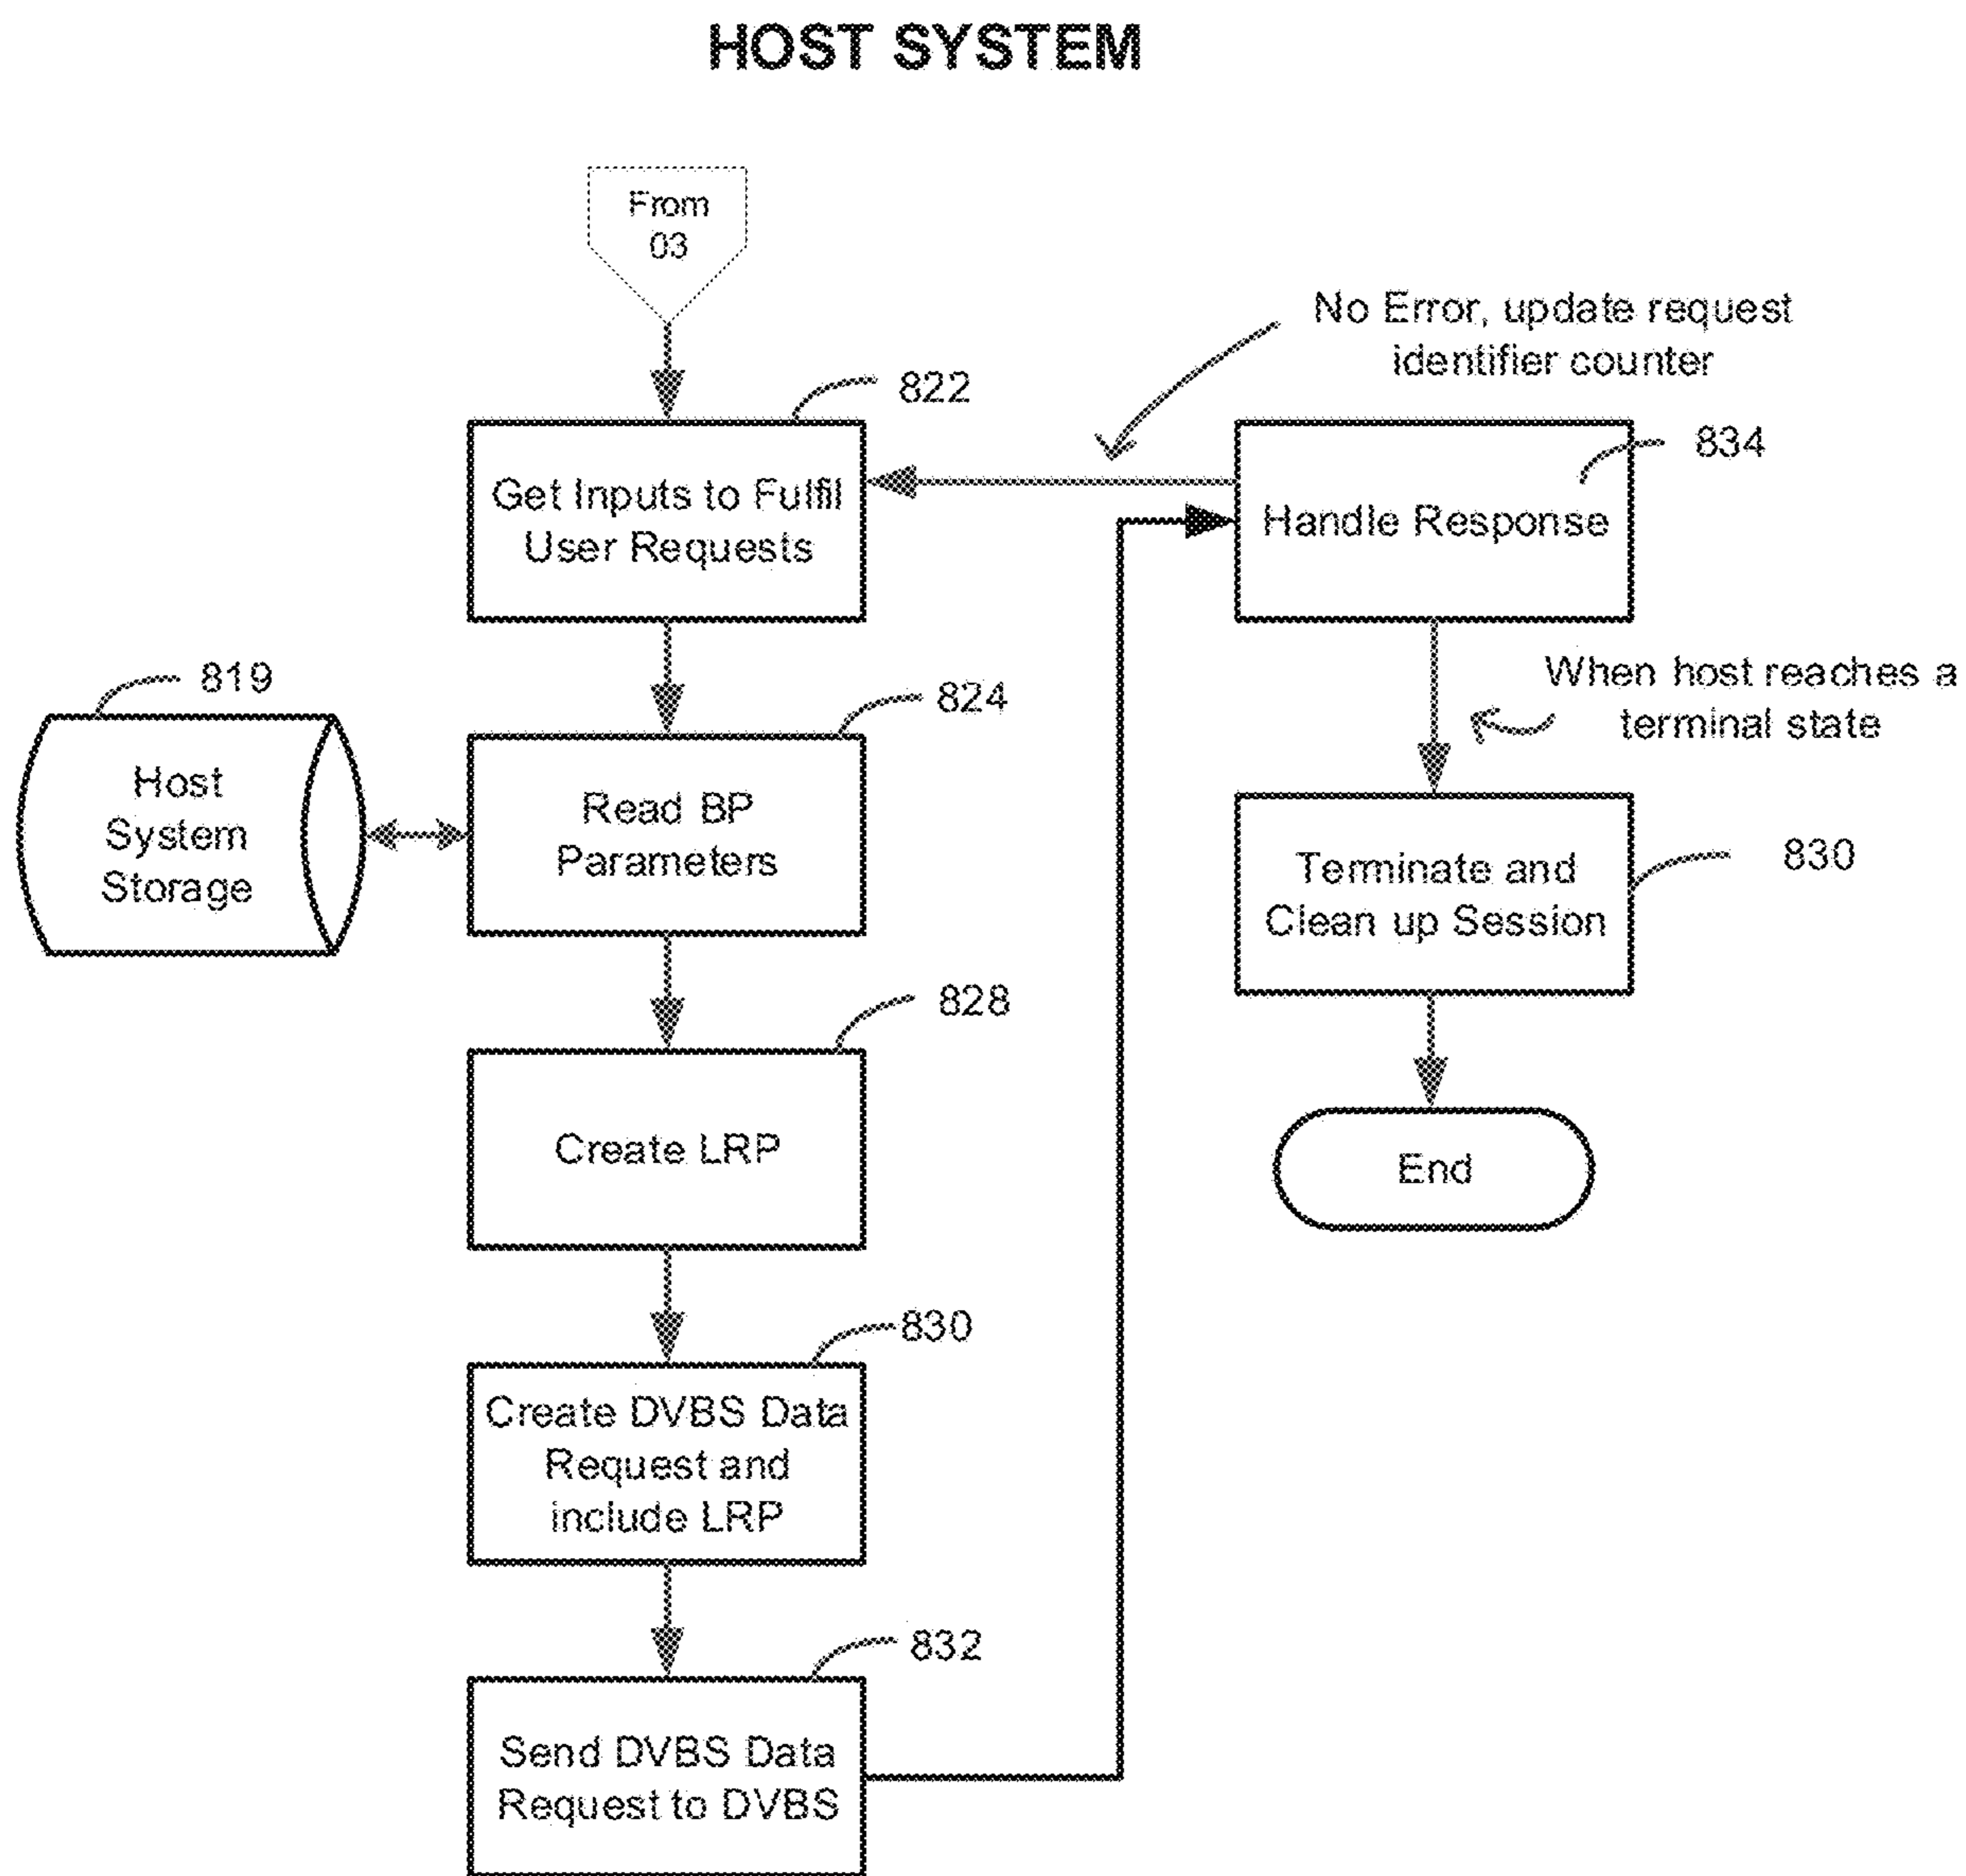 HOST SYSTEM
From
03
No Error, update request
identifier counter
822
Get Inputs to Fulfil
User Requests
834
Handle Response
819
Host
System
Storage
824
Read BP
Parameters
When host reaches a
terminal state
830
Terminate and
Clean up Session
828
Create LRP
End
830
Create DVBS Data
Request and
include LRP
832
Send DVBS Data
Request to DVBS